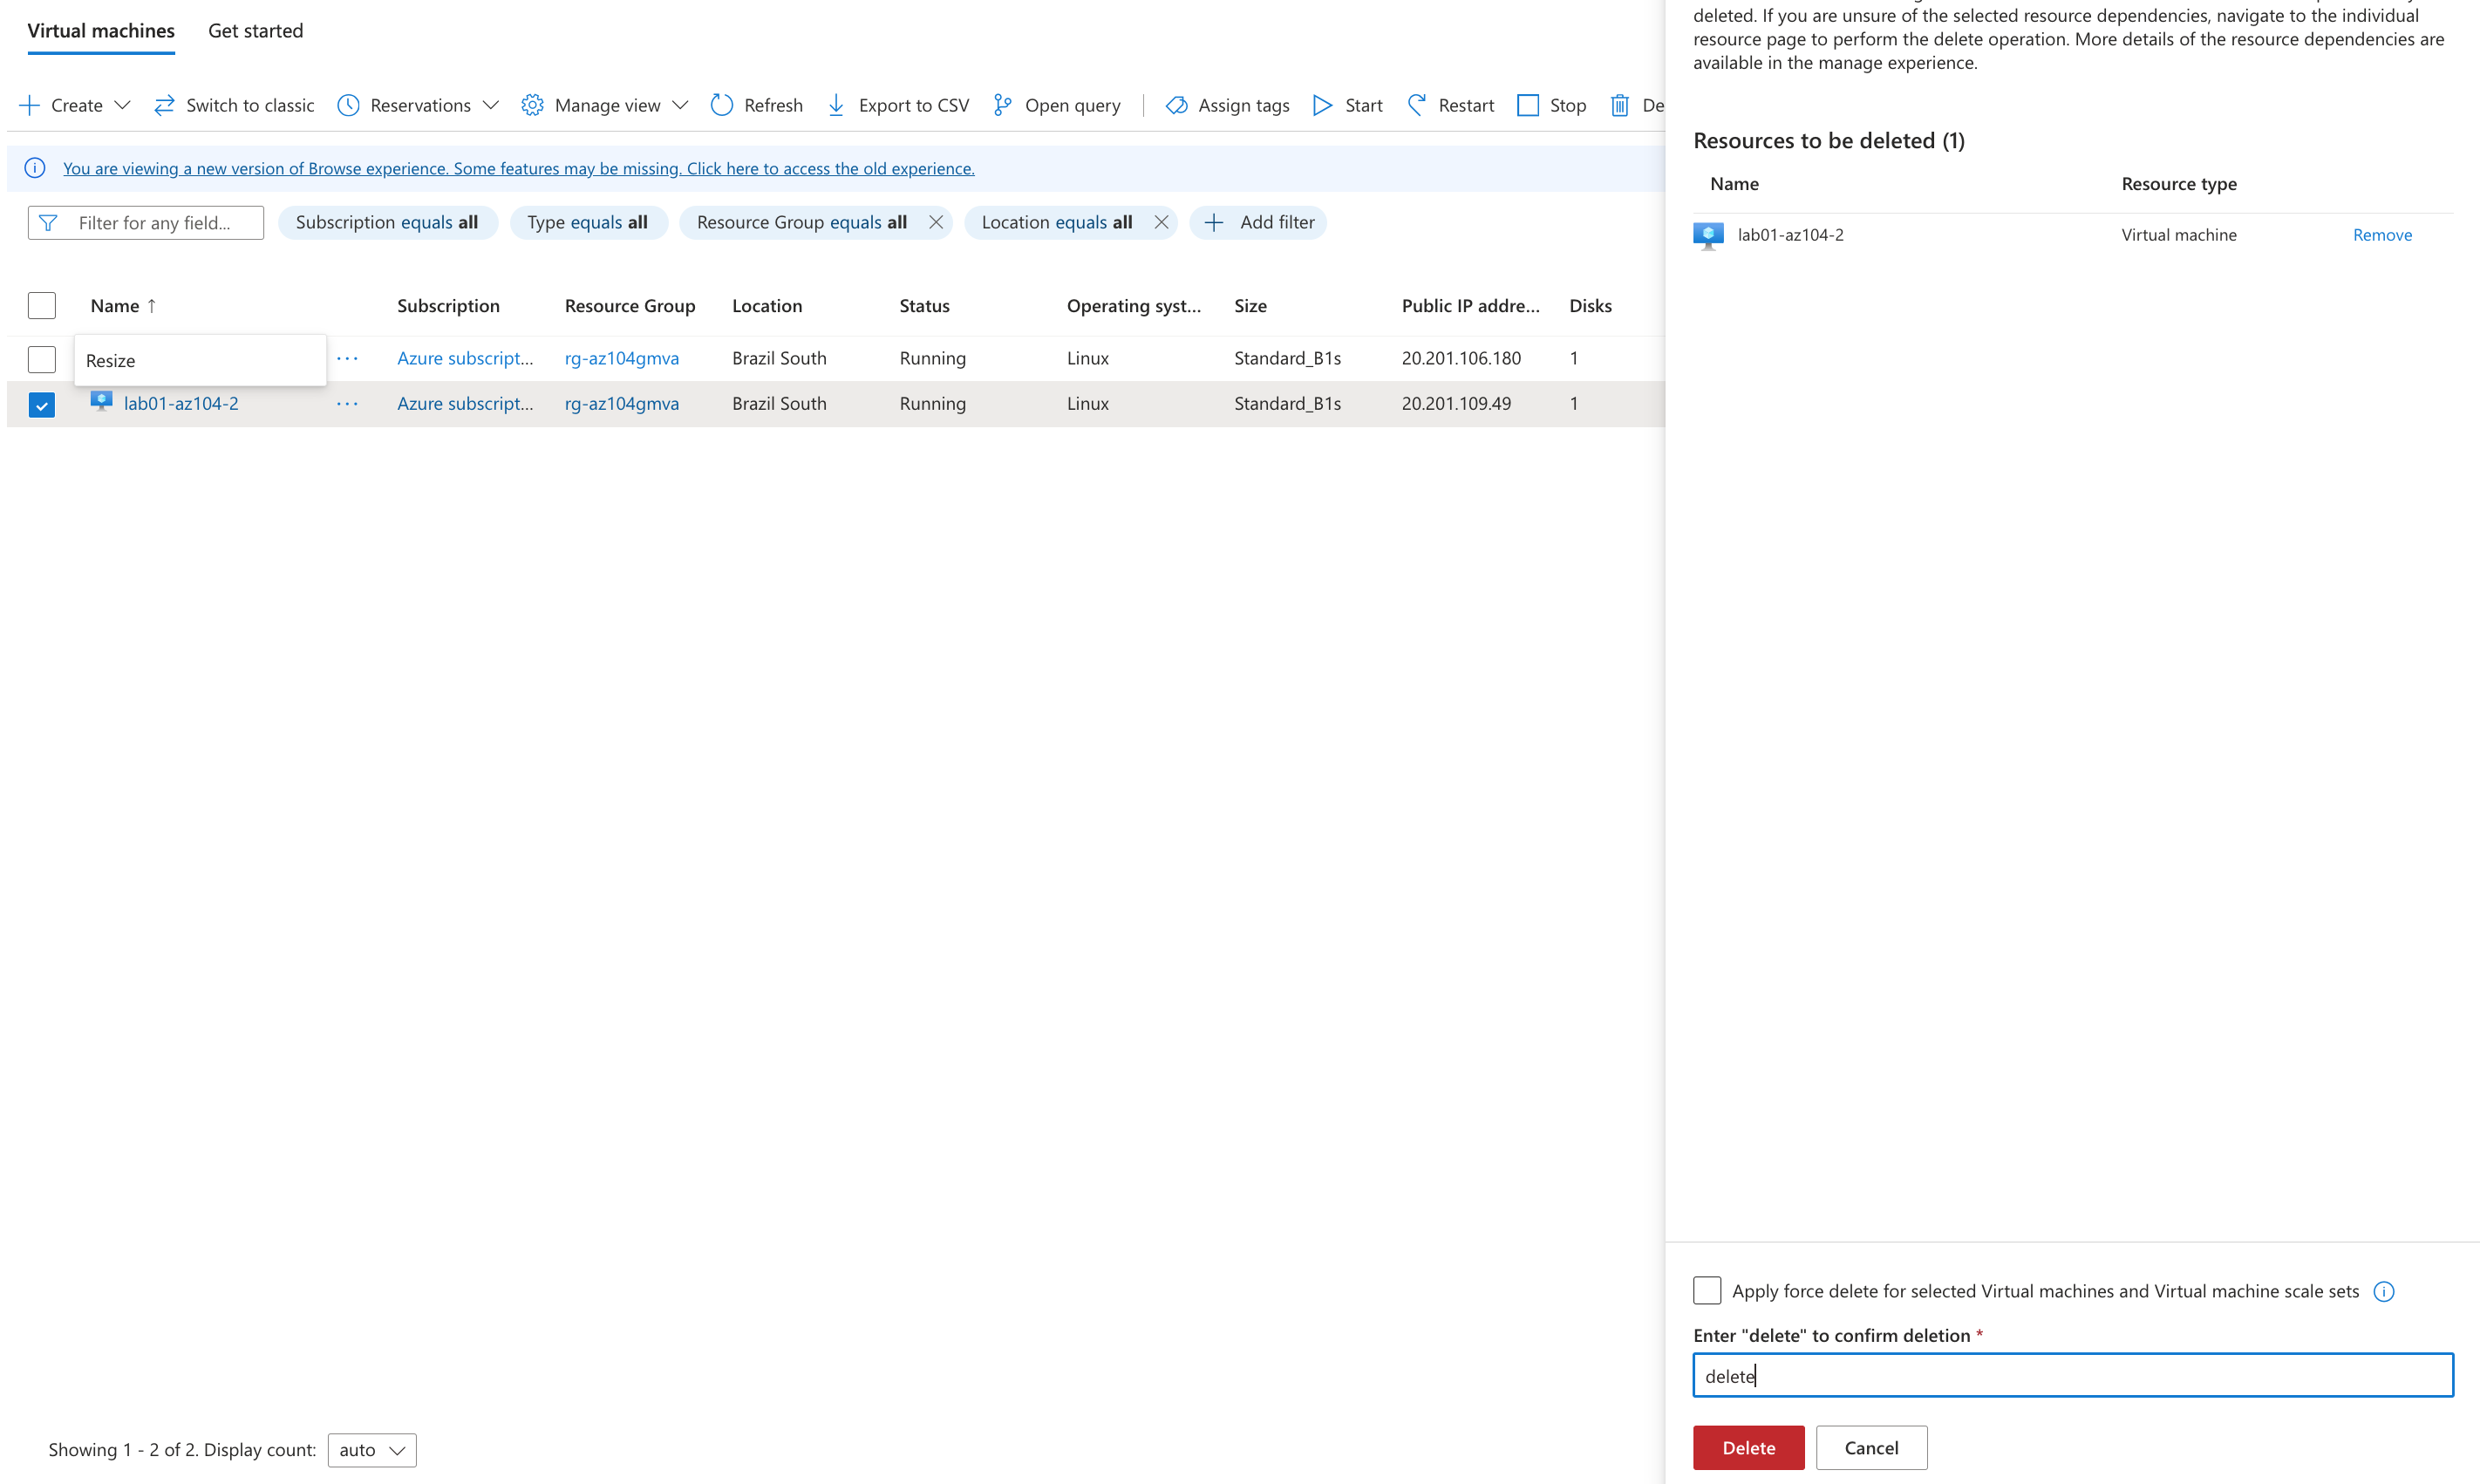 Virtual machines Get started
Create Switch to classic Reservations Manage view Refresh Export to CSV Open query Assign tags Start Restart Stop De
You are viewing a new version of Browse experience. Some features may be missing. Click here to access the old experience.
Filter for any field... Subscription equals all Type equals all Resource Group equals all Location equals all Add filter
Name ↑ Subscription Resource Group Location Status Operating syst... Size Public IP addre... Disks
Resize ... Azure subscript... rg-az104gmva Brazil South Running Linux Standard_B1s 20.201.106.180 1
lab01-az104-2 ... Azure subscript... rg-az104gmva Brazil South Running Linux Standard_B1s 20.201.109.49 1
Showing 1 - 2 of 2. Display count: auto
deleted. If you are unsure of the selected resource dependencies, navigate to the individual
resource page to perform the delete operation. More details of the resource dependencies are
available in the manage experience.
Resources to be deleted (1)
Name Resource type
lab01-az104-2 Virtual machine Remove
Apply force delete for selected Virtual machines and Virtual machine scale sets
Enter "delete" to confirm deletion *
delete
Delete Cancel